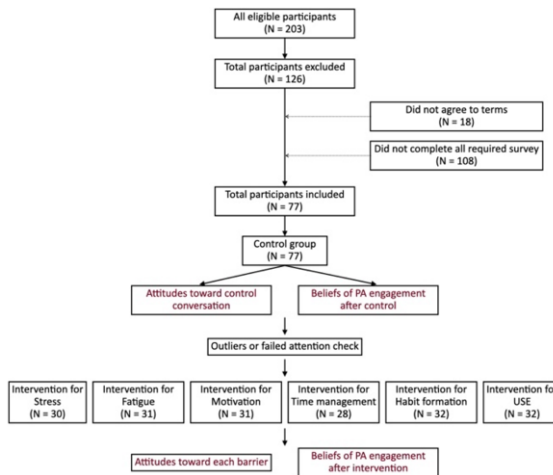 All eligible participants
(N = 203)
Total participants excluded
(N = 126)
Did not agree to terms
(N = 18)
Did not complete all required survey
(N = 108)
Total participants included
(N = 77)
Control group
(N = 77)
Attitudes toward control
conversation
Beliefs of PA engagement
after control
Outliers or failed attention check
Intervention for
Stress
(N = 30)
Intervention for
Fatigue
(N = 31)
Intervention for
Motivation
(N = 31)
Intervention for
Time management
(N = 28)
Intervention for
Habit formation
(N = 32)
Intervention for
USE
(N = 32)
Attitudes toward each barrier
Beliefs of PA engagement
after intervention